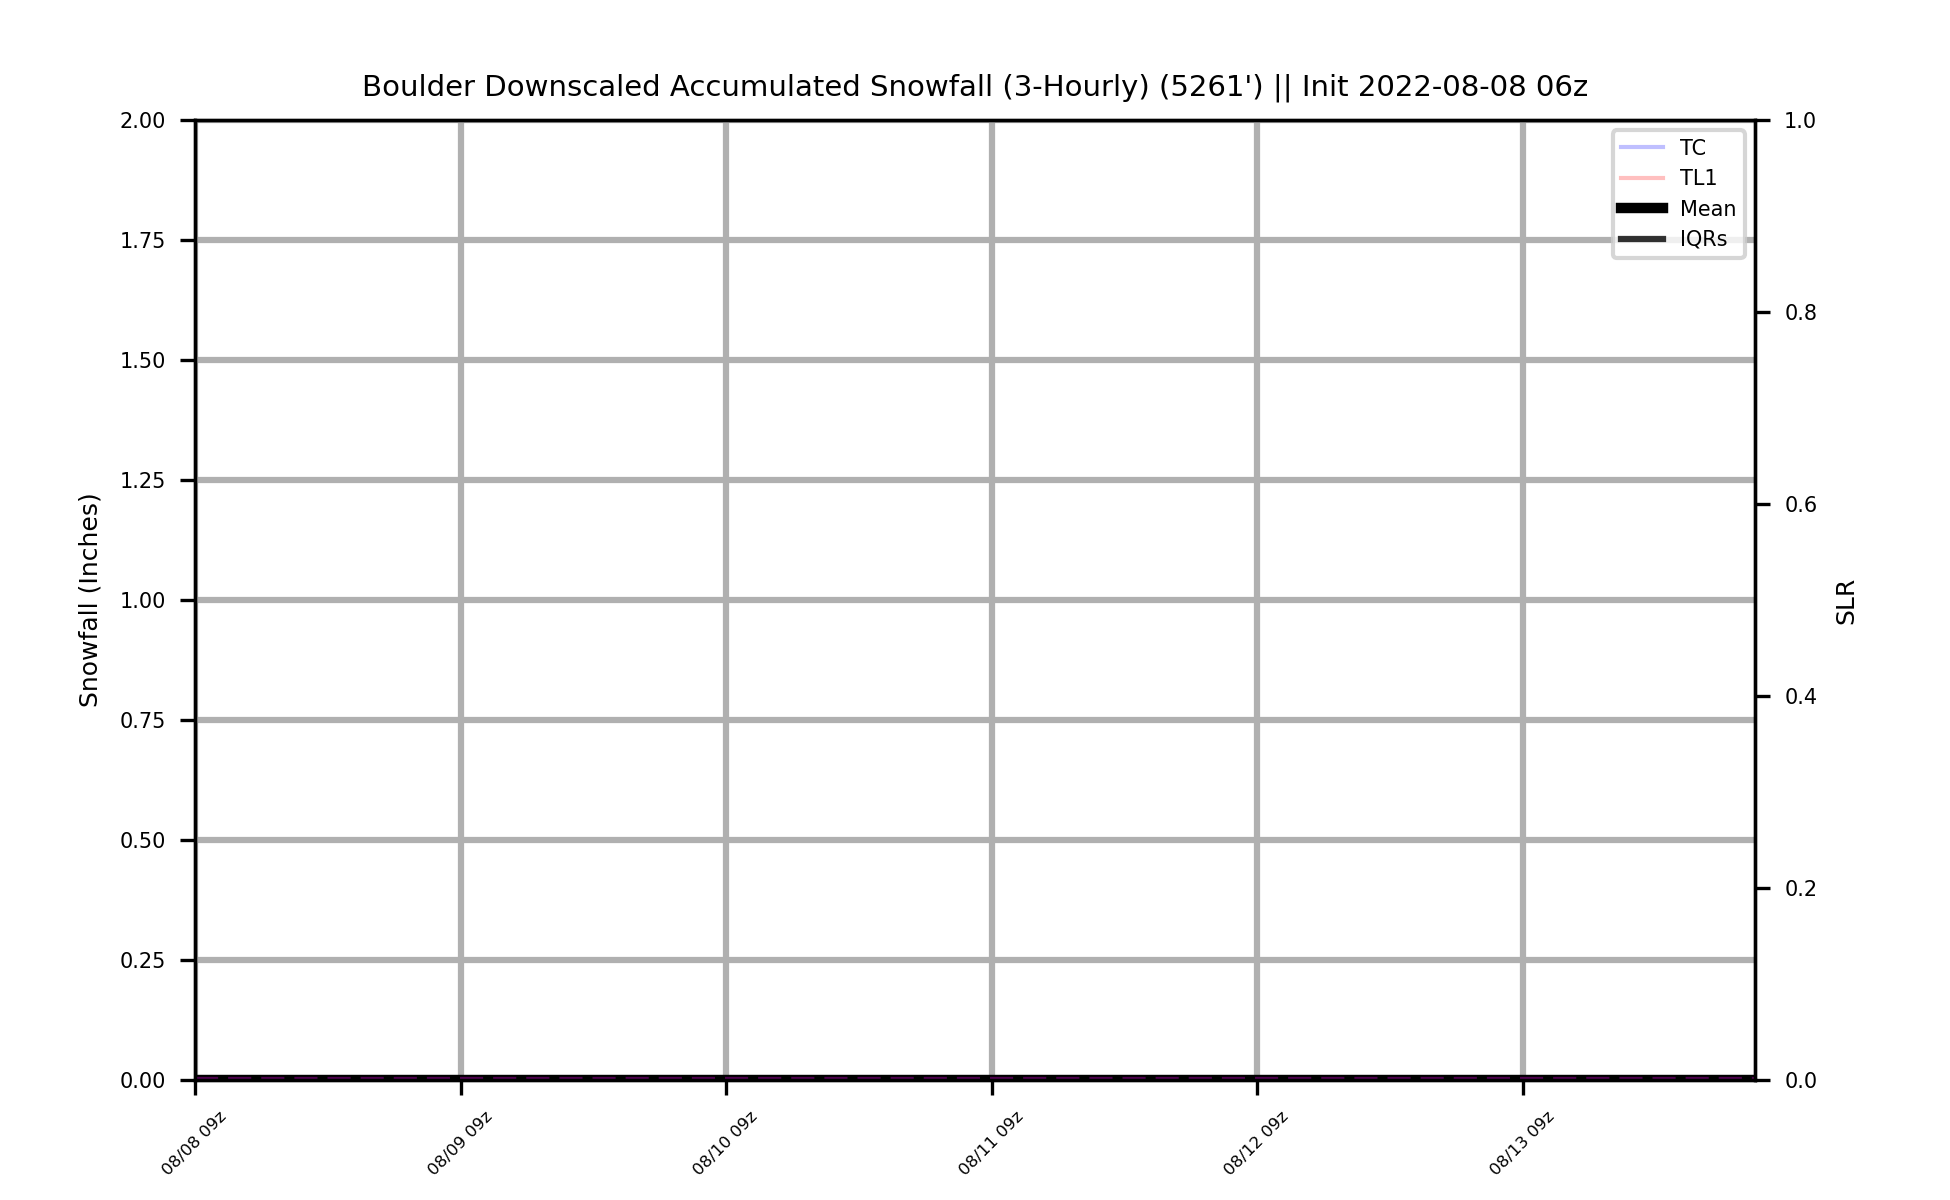 Boulder Downscaled Accumulated Snowfall (3-Hourly) (5261') || Init 2022-08-08 06z
2.00
1.75
1.50
1.25
1.00
0.75
0.50
0.25
0.00
Snowfall (Inches)
TC
TL1
Mean
IQRs
1.0
0.8
0.6
0.4
0.2
0.0
SLR
08/08 09z
08/09 09z
08/10 09z
08/11 09z
08/12 09z
08/13 09z